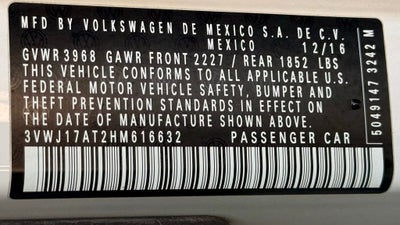 MFD BY VOLKSWAGEN DE MEXICO S.A. DE C.V.
MEXICO 12/16
GVWR3968 GAWR FRONT 2227 / REAR 1852 LBS
THIS VEHICLE CONFORMS TO ALL APPLICABLE U.S.
FEDERAL MOTOR VEHICLE SAFETY, BUMPER AND
THEFT PREVENTION STANDARDS IN EFFECT ON
THE DATE OF MANUFACTURE SHOWN ABOVE.
3VWJ17AT2HM616632 PASSENGER CAR
5049147 3242 M